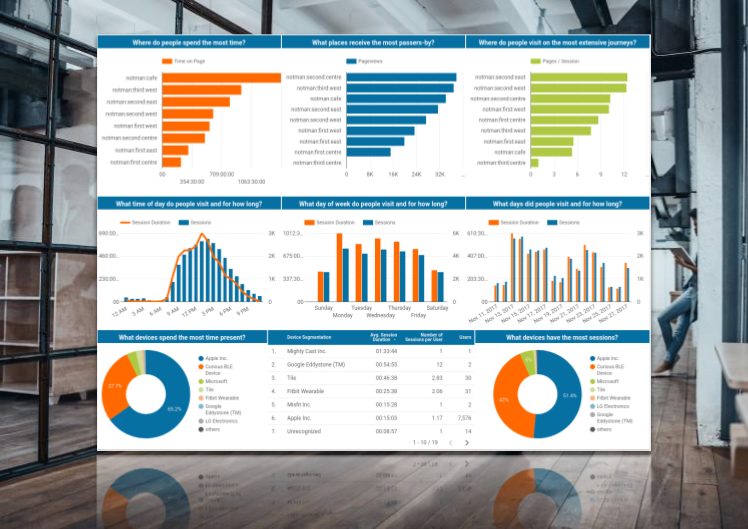 Where do people spend the most time?
Time on Page
notman cafe
notman third west
notman second east
notman second west
notman first west
notman second centre
notman first east
notman first centre
00
709:00:00
354:30:00
1063:30:00
What places receive the most passers-by?
Pageviews
notman second centre
notman third west
notman cafe
notman second east
notman second west
notman first west
notman first east
notman first centre
notman third centre
0
8K
16K
24K
32K
Where do people visit on the most extensive journeys?
Pages / Session
notman second east
notman second west
notman second centre
notman first west
notman first centre
notman third west
notman first east
notman cafe
notman third centre
0
3
6
9
12
What time of day do people visit and for how long?
Session Duration
Sessions
690:00...
460:00...
230:00...
00
3K
2K
1K
0
12 AM
3 AM
6 AM
9 AM
12 PM
3 PM
6 PM
9 PM
What day of week do people visit and for how long?
Session Duration
Sessions
1012:3...
675:00...
337:30...
00
6K
4K
2K
0
Sunday
Tuesday
Thursday
Saturday
Monday
Wednesday
Friday
What days did people visit and for how long?
Session Duration
Sessions
610:30...
407:00...
203:30...
00
3K
2K
1K
0
Nov 11, 2017
Nov 13, 2017
Nov 15, 2017
Nov 17, 2017
Nov 19, 2017
Nov 21, 2017
Nov 23, 2017
Nov 25, 2017
Nov 27, 2017
What devices spend the most time present?
27.7%
65.2%
Apple Inc.
Curious BLE
Device
Microsoft
Tile
Fitbit Wearable
Google
Eddystone (TM)
LG Electronics
others
Device Segmentation
Avg. Session
Duration
Number of
Sessions per User
Users
1. Mighty Cast Inc. 01:33:44 1 1
2. Google Eddystone (TM) 00:54:55 12 2
3. Tile 00:46:38 2.83 30
4. Fitbit Wearable 00:25:38 2.06 31
5. Misfit Inc. 00:15:28 1 2
6. Apple Inc. 00:15:03 1.17 7,576
7. Unrecognized 00:08:57 1 14
1 - 10 / 19
What devices have the most sessions?
51.4%
Apple Inc.
Curious BLE
Device
Microsoft
Tile
Fitbit Wearable
LG Electronics
Google
Eddystone (TM)
others